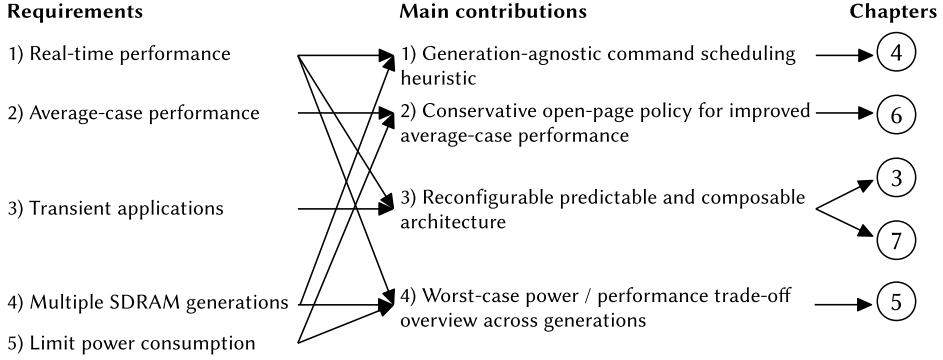 Requirements
Main contributions
Chapters
1) Real-time performance
1) Generation-agnostic command scheduling
heuristic
4
2) Average-case performance
2) Conservative open-page policy for improved
average-case performance
6
3) Transient applications
3) Reconfigurable predictable and composable
architecture
3
7
4) Multiple SDRAM generations
4) Worst-case power / performance trade-off
overview across generations
5
5) Limit power consumption